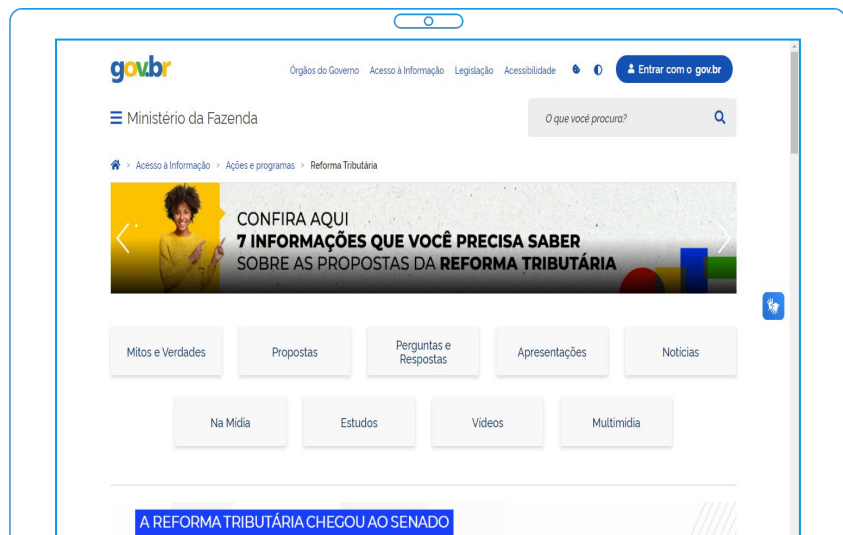 gov.br
Órgãos do Governo Acesso à Informação Legislação Acessibilidade Entrar com o gov.br
Ministério da Fazenda
O que você procura?
> Acesso à Informação > Ações e programas > Reforma Tributária
CONFIRA AQUI
7 INFORMAÇÕES QUE VOCÊ PRECISA SABER
SOBRE AS PROPOSTAS DA REFORMA TRIBUTÁRIA
Mitos e Verdades Propostas Perguntas e Respostas Apresentações Notícias
Na Mídia Estudos Vídeos Multimídia
A REFORMA TRIBUTÁRIA CHEGOU AO SENADO